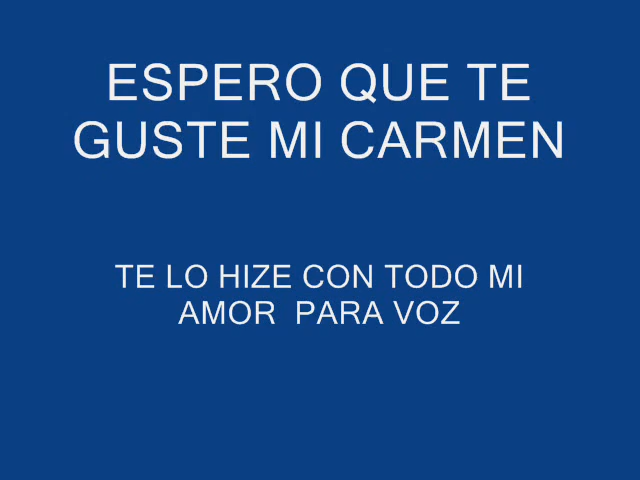 ESPERO QUE TE
GUSTE MI CARMEN
TE LO HIZE CON TODO MI
AMOR  PARA VOZ